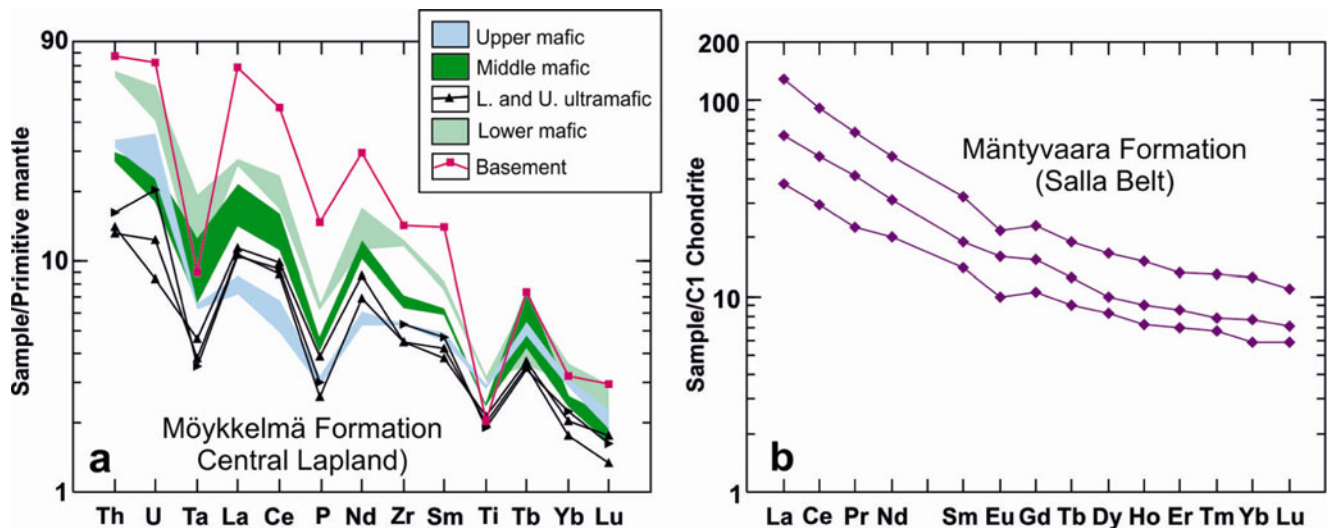 90
10
1
Sample/Primitive mantle
Upper mafic
Middle mafic
L. and U. ultramafic
Lower mafic
Basement
Möykkelmä Formation
Central Lapland)
a
Th U Ta La Ce P Nd Zr Sm Ti Tb Yb Lu
200
100
10
1
Sample/C1 Chondrite
Mäntyvaara Formation
(Salla Belt)
b
La Ce Pr Nd Sm Eu Gd Tb Dy Ho Er Tm Yb Lu